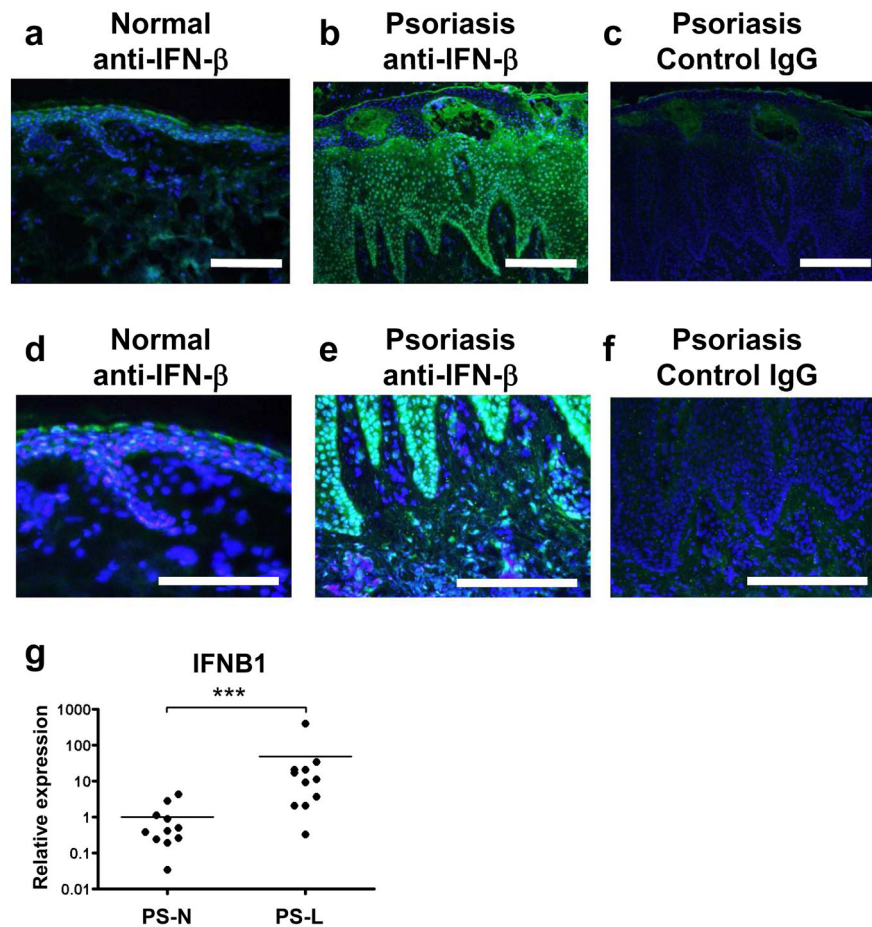 a Normal anti-IFN-β
b Psoriasis anti-IFN-β
c Psoriasis Control IgG
d Normal anti-IFN-β
e Psoriasis anti-IFN-β
f Psoriasis Control IgG
g
IFNB1
***
Relative expression
1000
100
10
1
0.1
0.01
PS-N PS-L